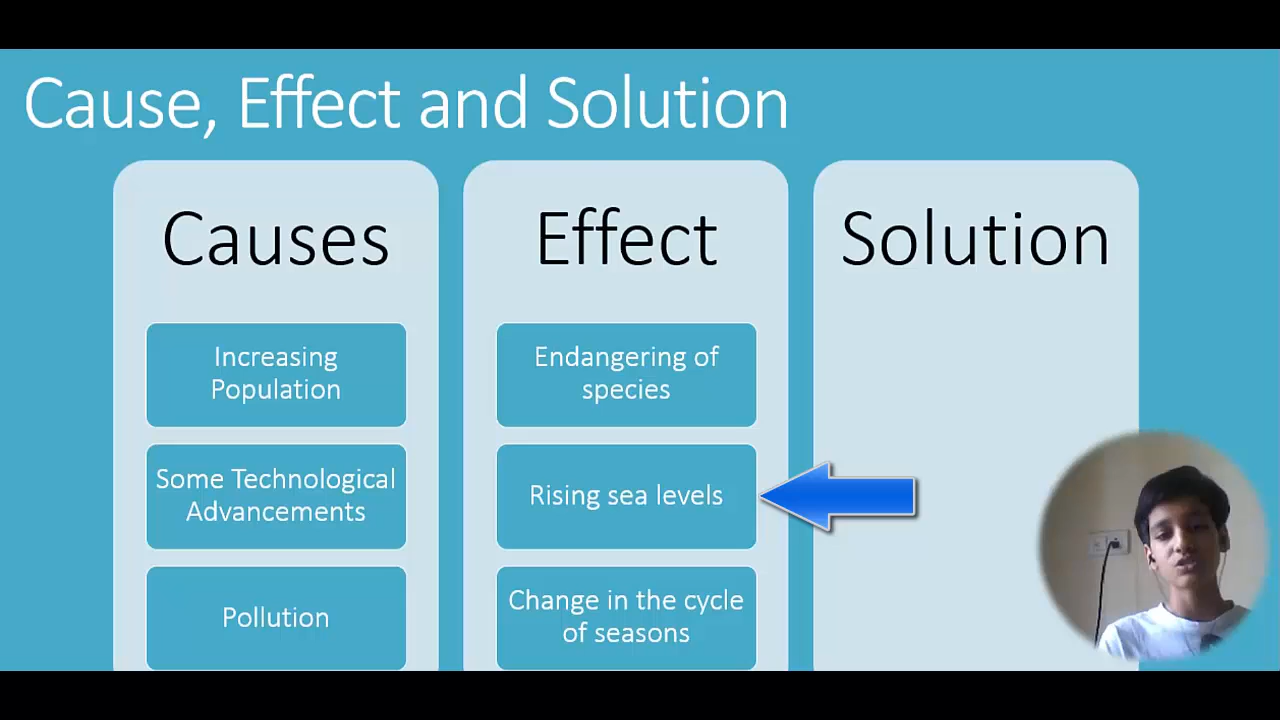 Cause, Effect and Solution
Causes
Increasing
Population
Some Technological
Advancements
Pollution
Effect
Endangering of
species
Rising sea levels
Change in the cycle
of seasons
Solution